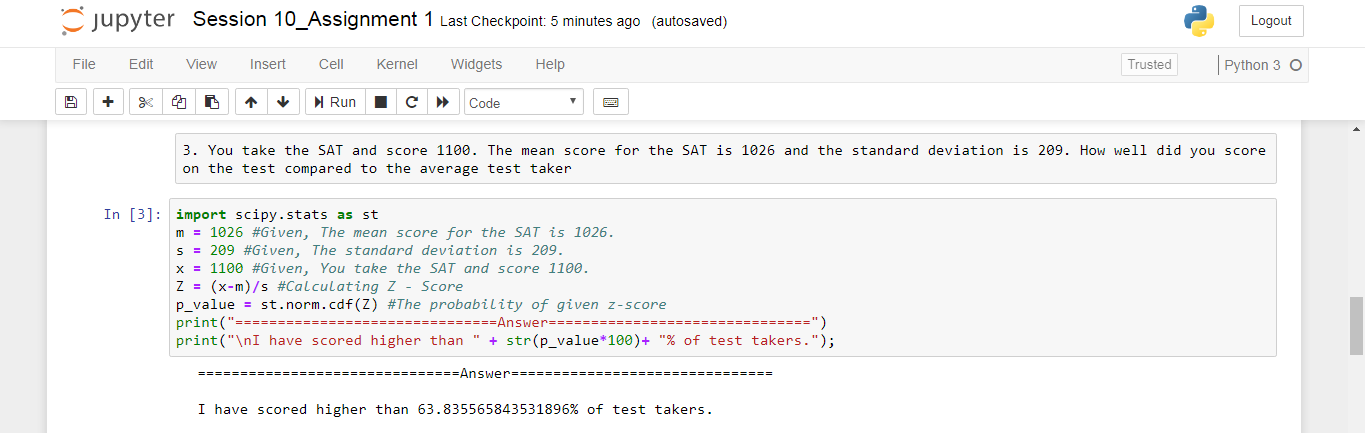 jupyter Session 10_Assignment 1 Last Checkpoint: 5 minutes ago (autosaved) Logout
File Edit View Insert Cell Kernel Widgets Help Trusted Python 3
Run Code
3. You take the SAT and score 1100. The mean score for the SAT is 1026 and the standard deviation is 209. How well did you score
on the test compared to the average test taker
In [3]: import scipy.stats as st
m = 1026 #Given, The mean score for the SAT is 1026.
s = 209 #Given, The standard deviation is 209.
x = 1100 #Given, You take the SAT and score 1100.
Z = (x-m)/s #Calculating Z - Score
p_value = st.norm.cdf(Z) #The probability of given z-score
print("===============================Answer===============================")
print("\nI have scored higher than " + str(p_value*100)+ "% of test takers.");
===============================Answer===============================
I have scored higher than 63.835565843531896% of test takers.